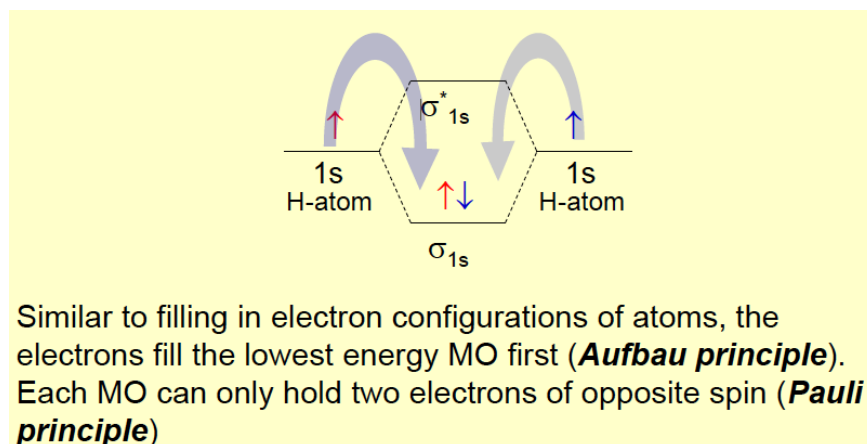 σ*1s
1s
H-atom
1s
H-atom
σ1s
Similar to filling in electron configurations of atoms, the
electrons fill the lowest energy MO first (Aufbau principle).
Each MO can only hold two electrons of opposite spin (Pauli
principle)